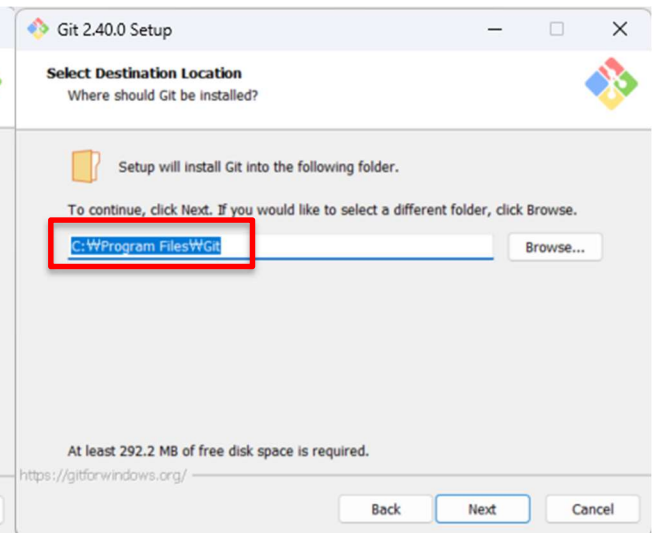 Git 2.40.0 Setup
Select Destination Location
Where should Git be installed?
Setup will install Git into the following folder.
To continue, click Next. If you would like to select a different folder, click Browse.
C:₩Program Files₩Git
Browse...
At least 292.2 MB of free disk space is required.
https://gitforwindows.org/
Back
Next
Cancel